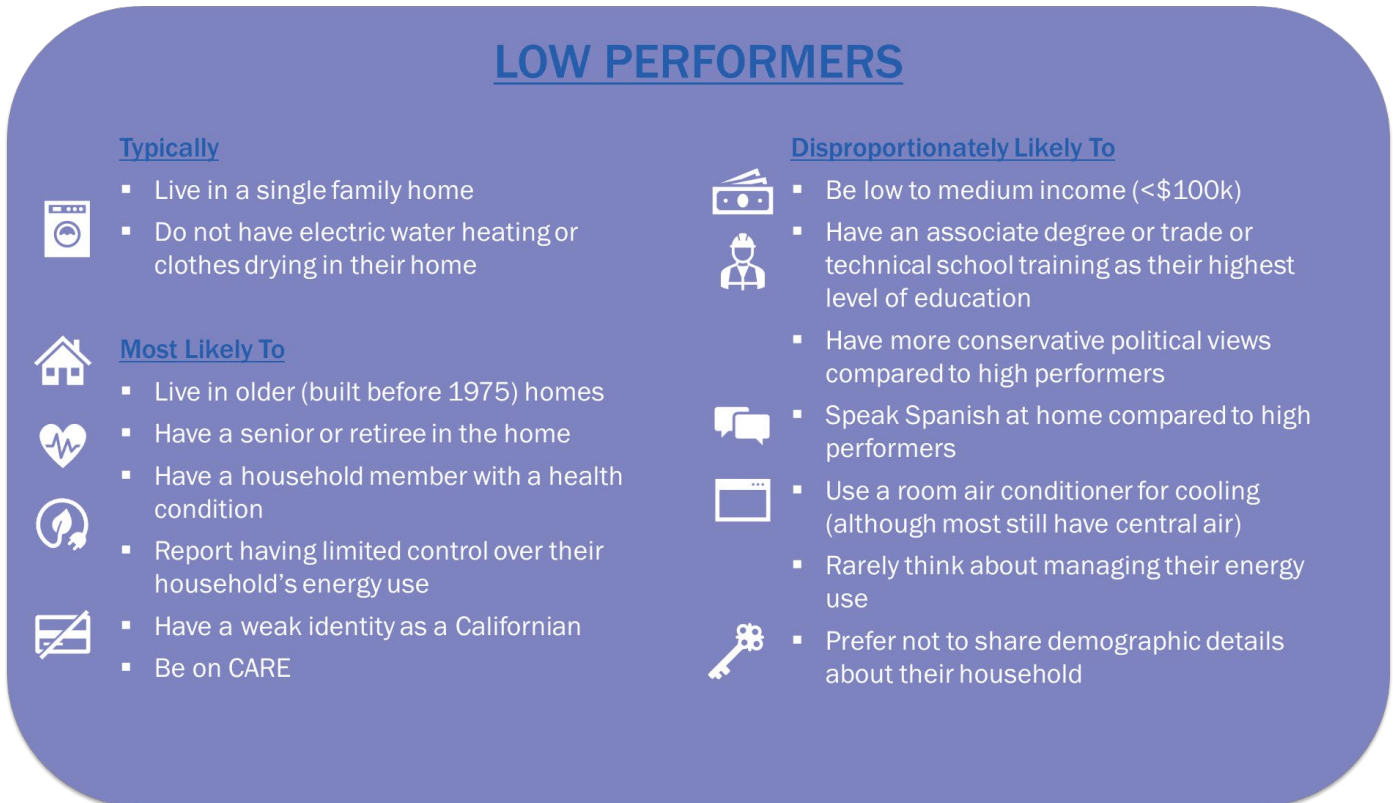 LOW PERFORMERS
Typically
▪ Live in a single family home
▪ Do not have electric water heating or
clothes drying in their home
Most Likely To
▪ Live in older (built before 1975) homes
▪ Have a senior or retiree in the home
▪ Have a household member with a health
condition
▪ Report having limited control over their
household’s energy use
▪ Have a weak identity as a Californian
▪ Be on CARE
Disproportionately Likely To
▪ Be low to medium income (<$100k)
▪ Have an associate degree or trade or
technical school training as their highest
level of education
▪ Have more conservative political views
compared to high performers
▪ Speak Spanish at home compared to high
performers
▪ Use a room air conditioner for cooling
(although most still have central air)
▪ Rarely think about managing their energy
use
▪ Prefer not to share demographic details
about their household